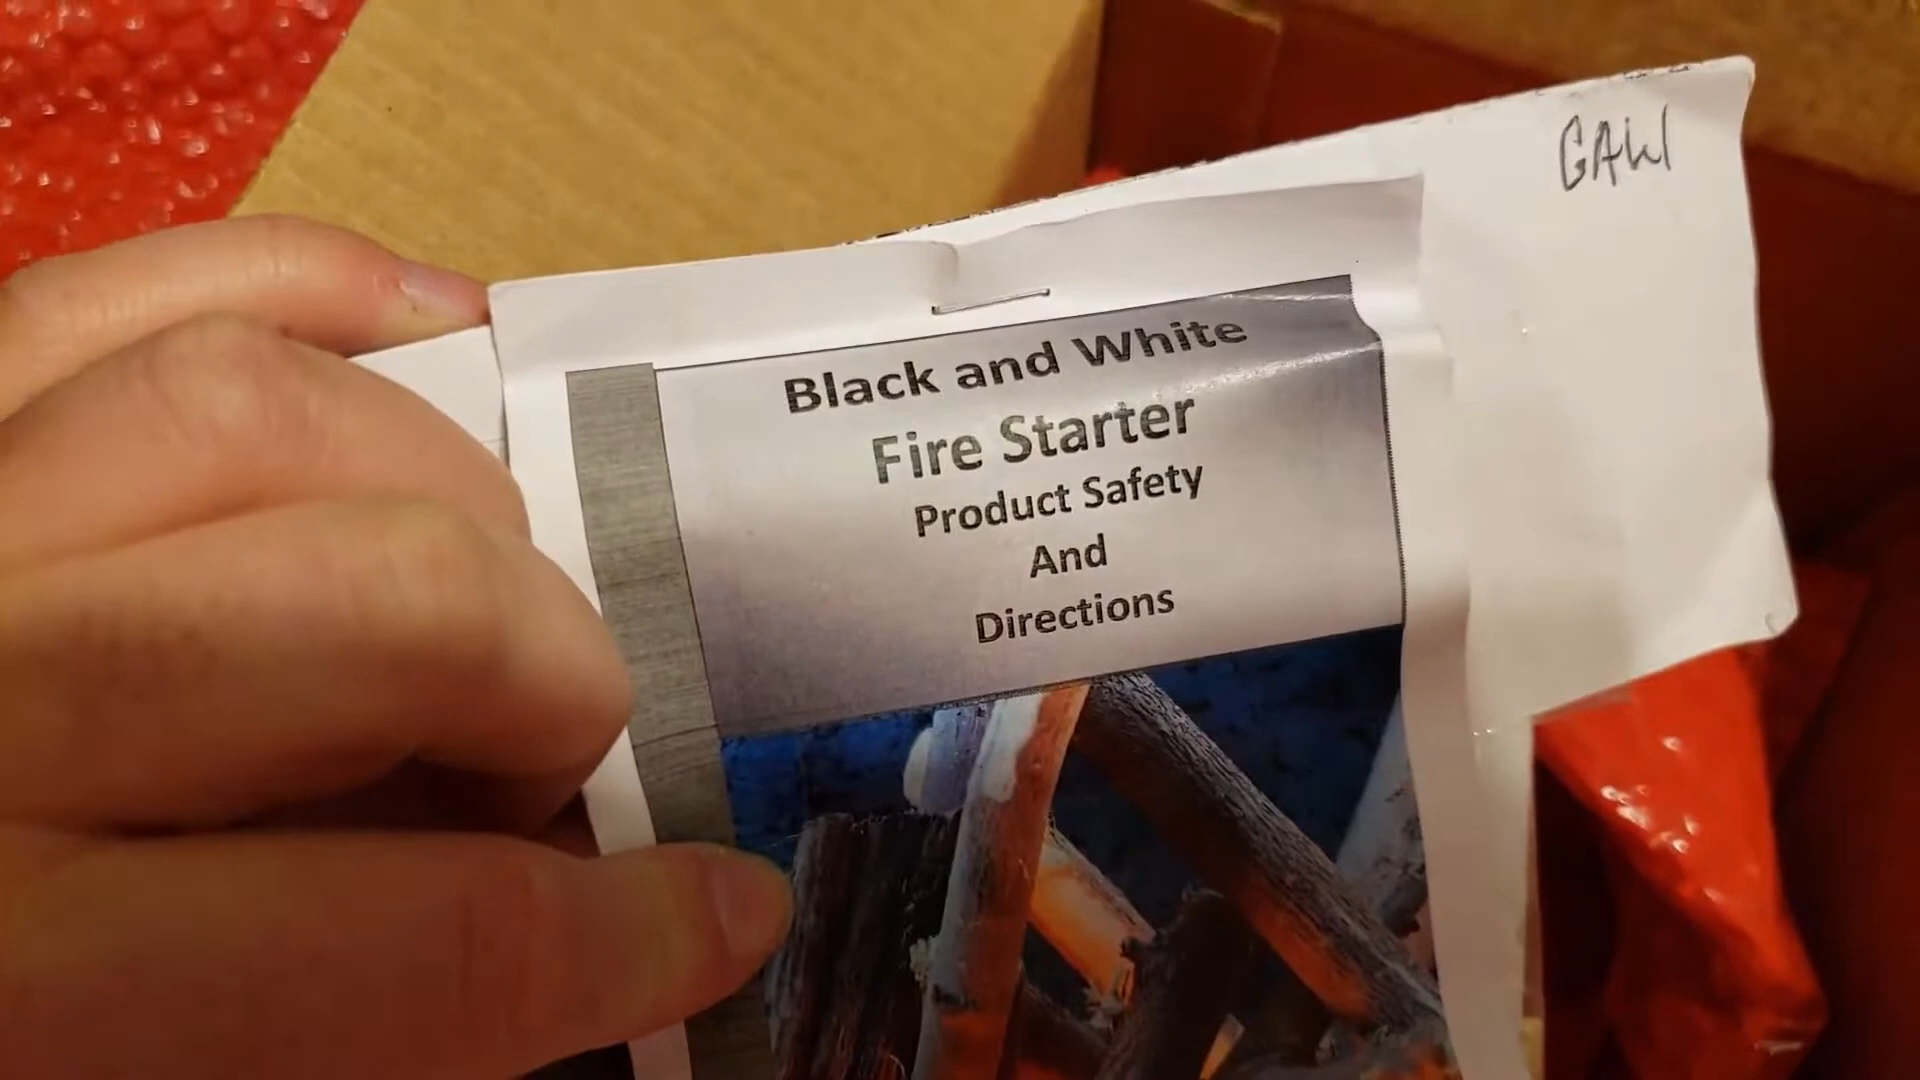 GAW
Black and White
Fire Starter
Product Safety
And
Directions